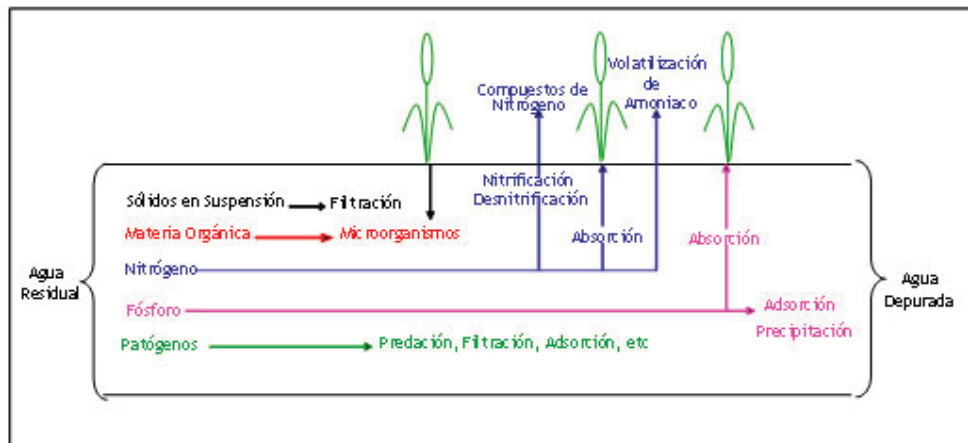 Volatilización
de
Amoniaco
Compuestos de
Nitrógeno
Nitrificación
Desnitrificación
Sólidos en Suspensión
Filtración
Materia Orgánica
Microorganismos
Absorción
Absorción
Nitrógeno
Agua
Residual
Agua
Depurada
Fósforo
Adsorción
Precipitación
Patógenos
Predación, Filtración, Adsorción, etc